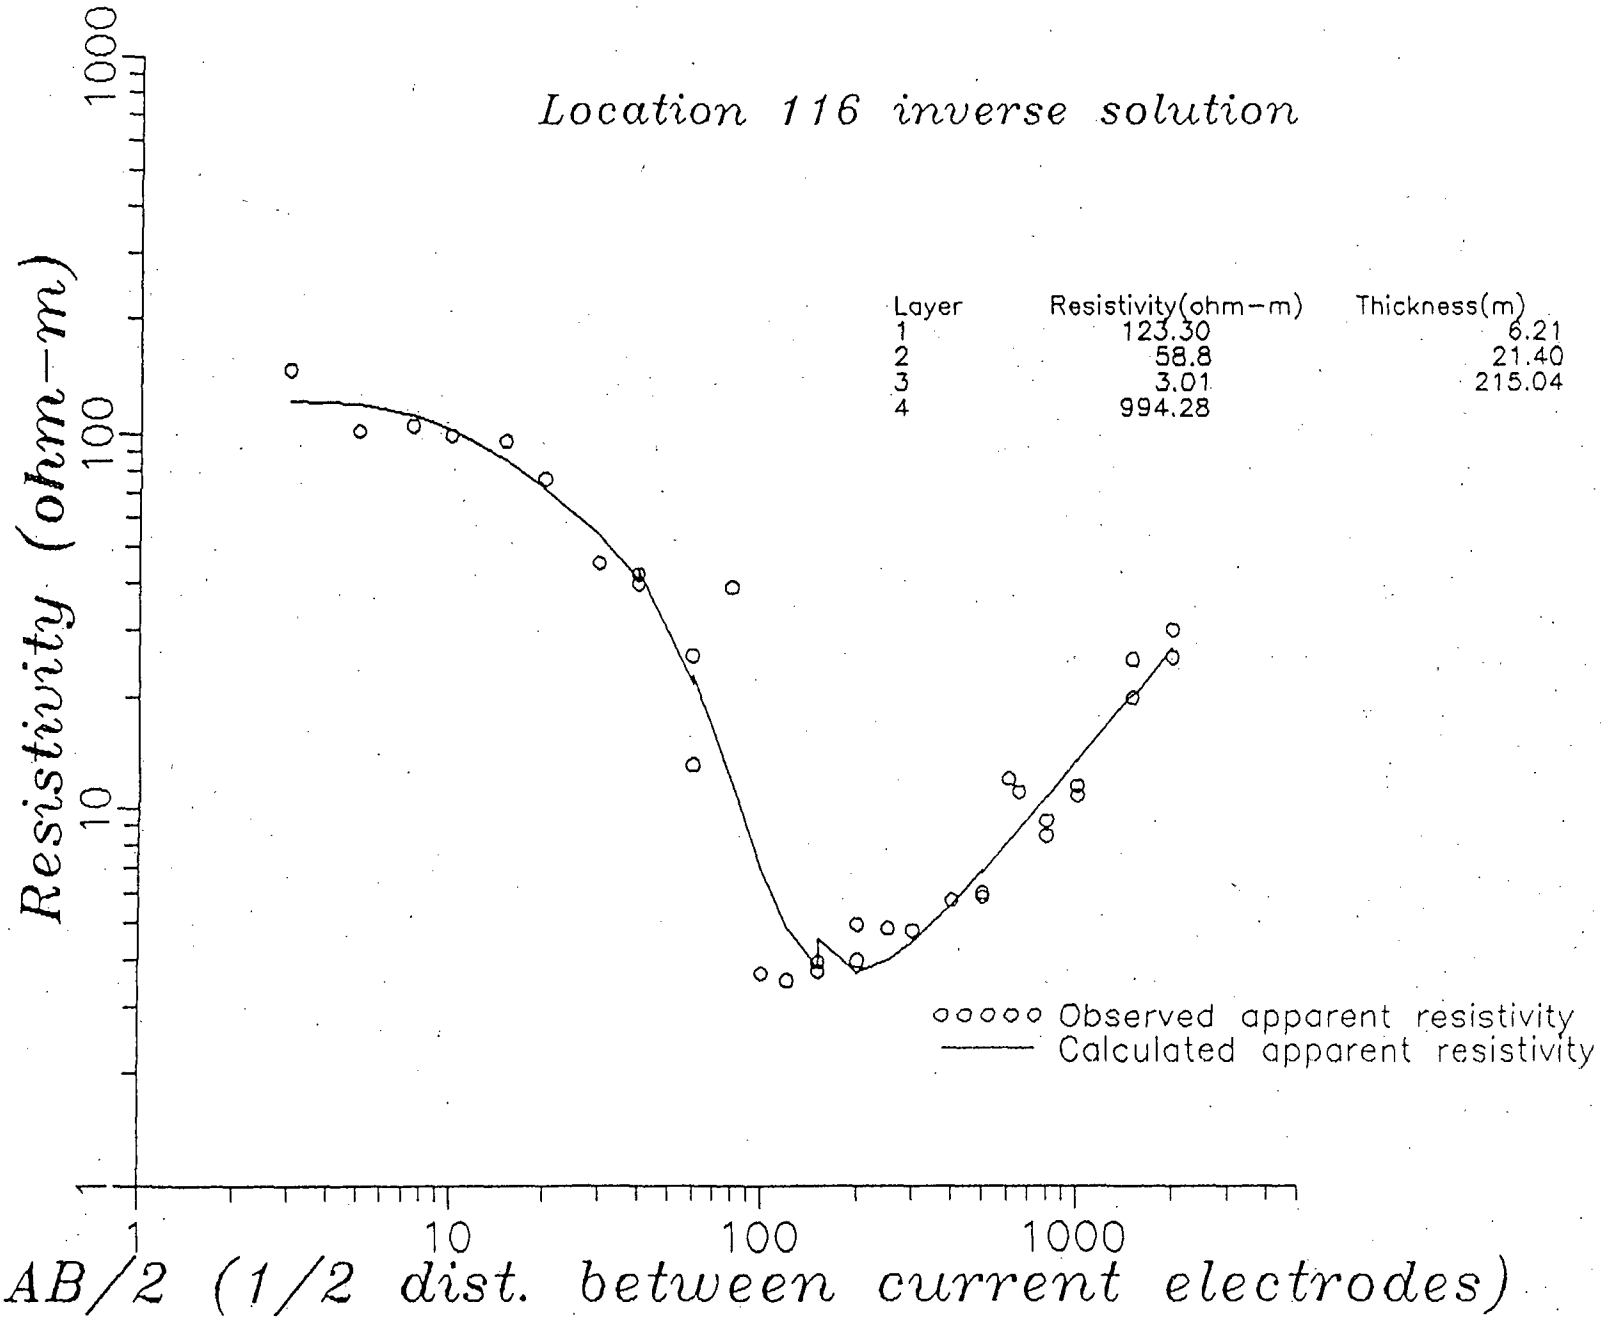 Location 116 inverse solution
Resistivity (ohm-m)
1000
100
10
1
Layer Resistivity(ohm-m) Thickness(m)
1 123.30 6.21
2 58.8 21.40
3 3.01 215.04
4 994.28
Observed apparent resistivity
Calculated apparent resistivity
1 10 100 1000
AB/2 (1/2 dist. between current electrodes)